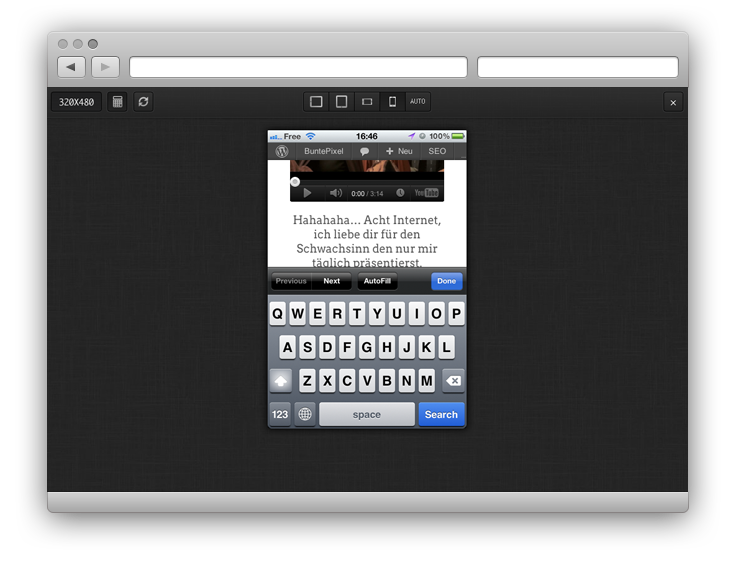 320X480
AUTO
×
Free
16:46
100%
BuntePixel
+ Neu
SEO
0:00 / 3:14
YouTube
Hahahaha... Acht Internet,
ich liebe dir für den
Schwachsinn den nur mir
täglich präsentierst.
Previous
Next
AutoFill
Done
Q W E R T Y U I O P
A S D F G H J K L
Z X C V B N M
123
space
Search